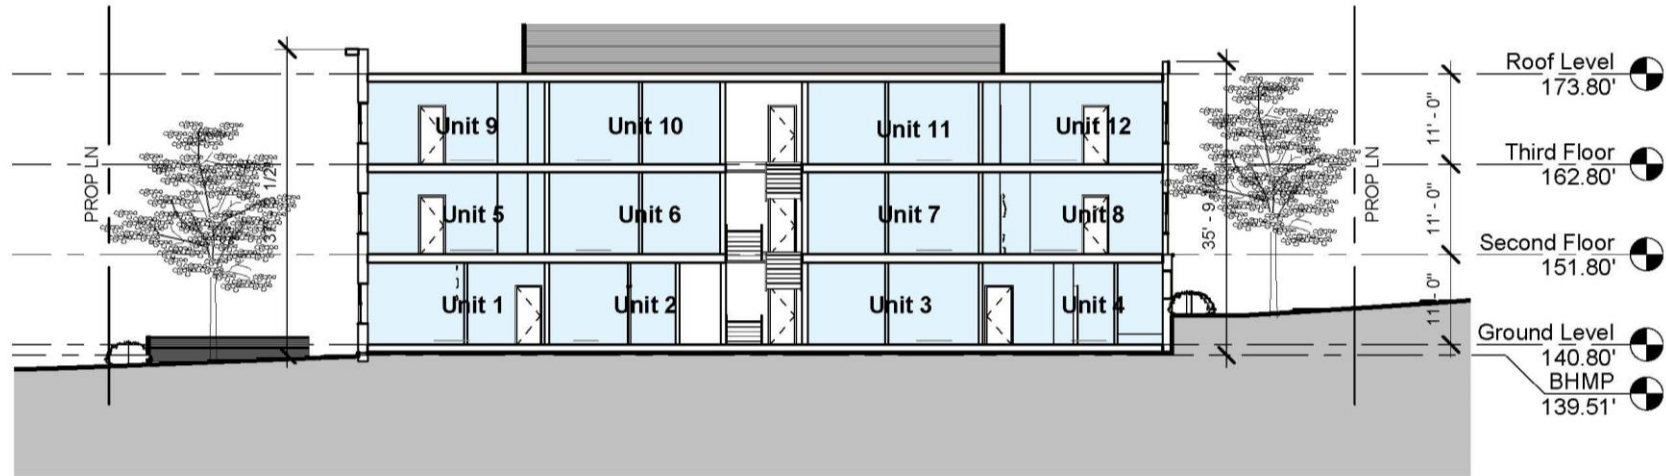 Roof Level
173.80'
Third Floor
162.80'
Second Floor
151.80'
Ground Level
140.80'
BHMP
139.51'
11' - 0"
11' - 0"
11' - 0"
PROP LN
PROP LN
1/2"
35' - 9
Unit 9
Unit 10
Unit 11
Unit 12
Unit 5
Unit 6
Unit 7
Unit 8
Unit 1
Unit 2
Unit 3
Unit 4